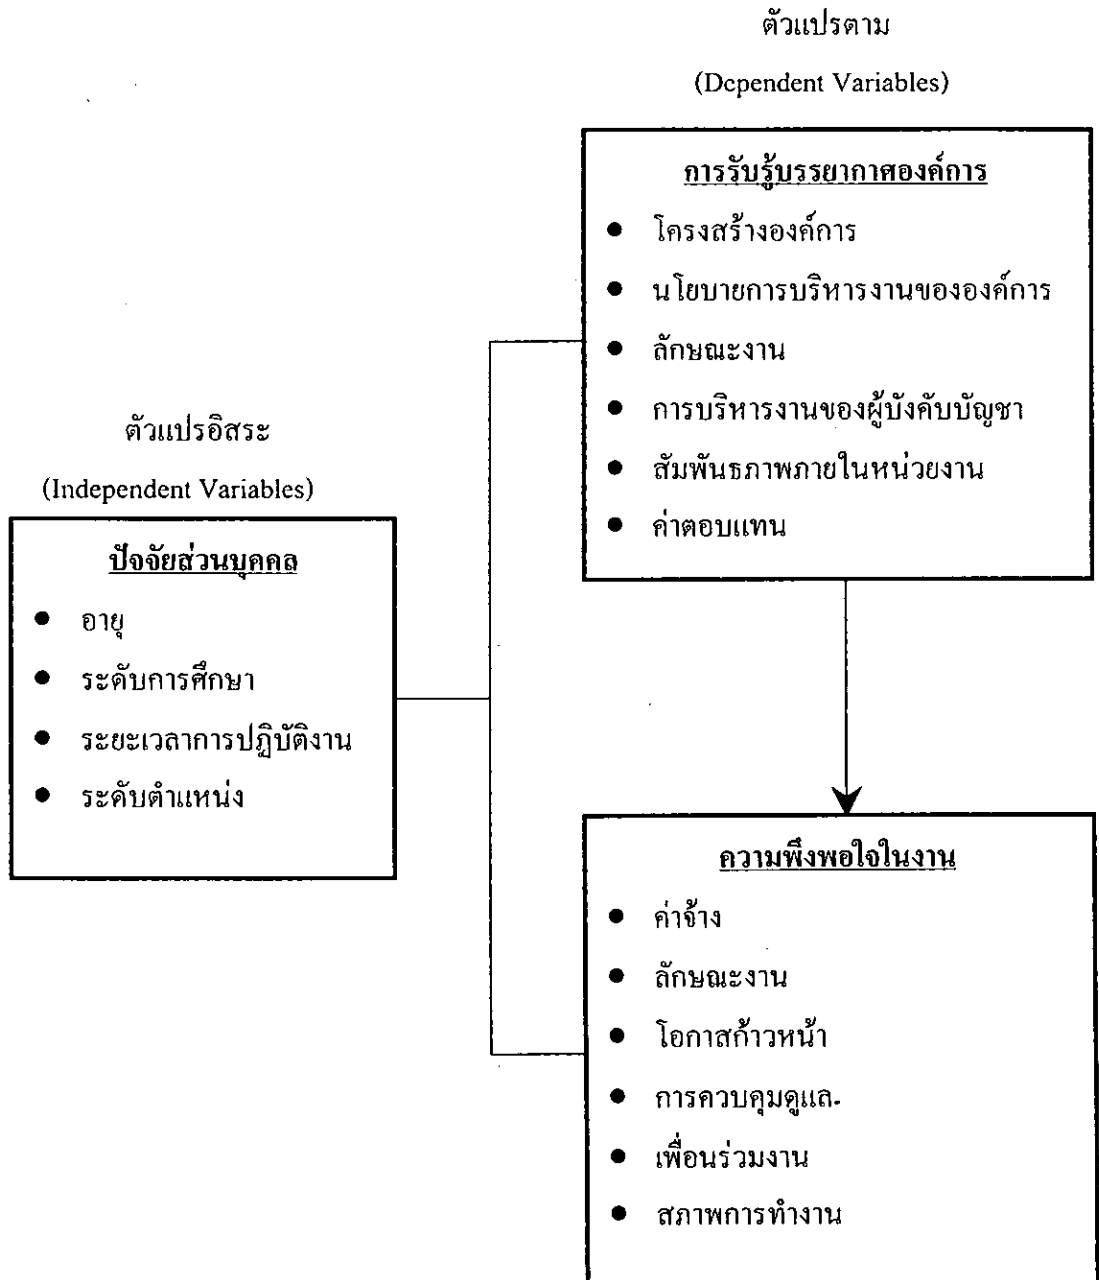 ตัวแปรตาม
(Dependent Variables)
การรับรู้บรรยากาศองค์การ
● โครงสร้างองค์การ
● นโยบายการบริหารงานขององค์การ
● ลักษณะงาน
● การบริหารงานของผู้บังคับบัญชา
● สัมพันธภาพภายในหน่วยงาน
● ค่าตอบแทน
ตัวแปรอิสระ
(Independent Variables)
ปัจจัยส่วนบุคคล
● อายุ
● ระดับการศึกษา
● ระยะเวลาการปฏิบัติงาน
● ระดับตำแหน่ง
ความพึงพอใจในงาน
● ค่าจ้าง
● ลักษณะงาน
● โอกาสก้าวหน้า
● การควบคุมดูแล
● เพื่อนร่วมงาน
● สภาพการทำงาน